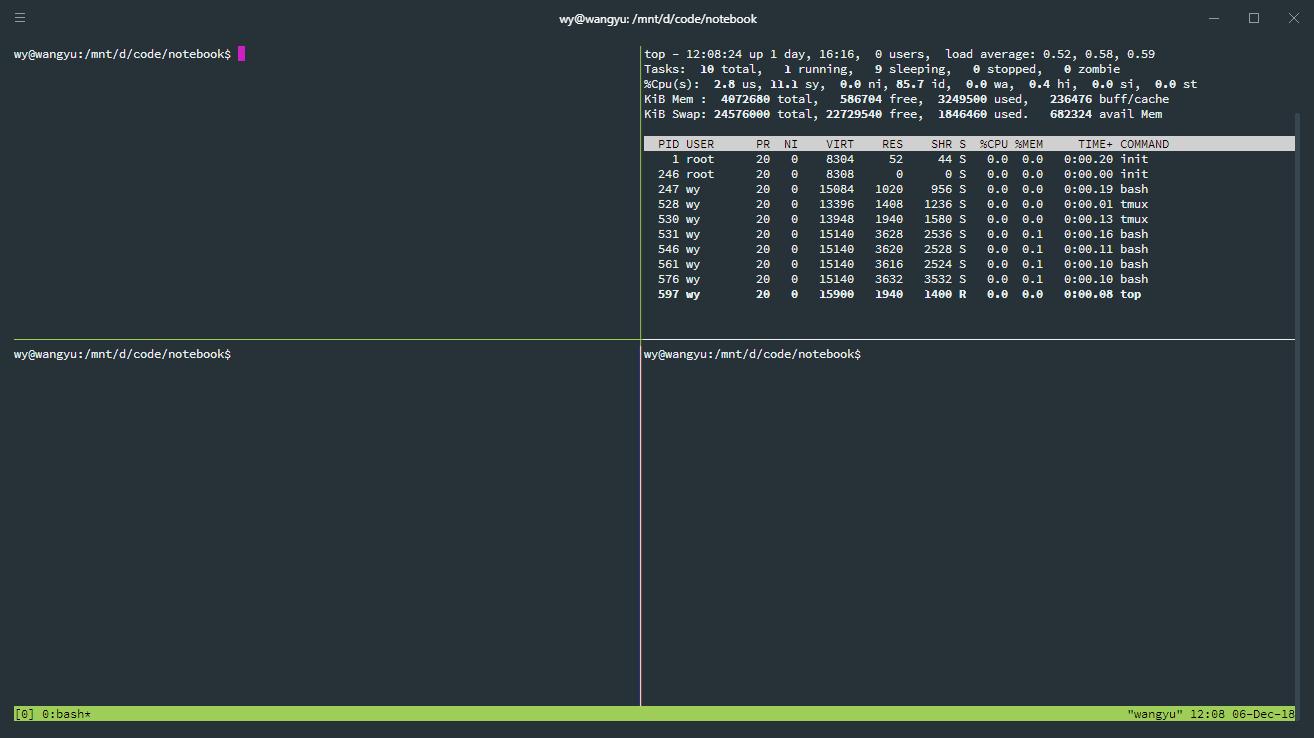 wy@wangyu: /mnt/d/code/notebook
wy@wangyu:/mnt/d/code/notebook$
top - 12:08:24 up 1 day, 16:16,  0 users,  load average: 0.52, 0.58, 0.59
Tasks:  10 total,   1 running,   9 sleeping,   0 stopped,   0 zombie
%Cpu(s):  2.8 us, 11.1 sy,  0.0 ni, 85.7 id,  0.0 wa,  0.4 hi,  0.0 si,  0.0 st
KiB Mem :  4072680 total,   586704 free,  3249500 used,   236476 buff/cache
KiB Swap: 24576000 total, 22729540 free,  1846460 used.   682324 avail Mem
PID USER      PR  NI    VIRT    RES    SHR S  %CPU %MEM     TIME+ COMMAND
1 root      20   0    8304     52     44 S   0.0  0.0   0:00.20 init
246 root      20   0    8308      0      0 S   0.0  0.0   0:00.00 init
247 wy        20   0   15084   1020    956 S   0.0  0.0   0:00.19 bash
528 wy        20   0   13396   1408   1236 S   0.0  0.0   0:00.01 tmux
530 wy        20   0   13948   1940   1580 S   0.0  0.0   0:00.13 tmux
531 wy        20   0   15140   3628   2536 S   0.0  0.1   0:00.16 bash
546 wy        20   0   15140   3620   2528 S   0.0  0.1   0:00.11 bash
561 wy        20   0   15140   3616   2524 S   0.0  0.1   0:00.10 bash
576 wy        20   0   15140   3632   3532 S   0.0  0.1   0:00.10 bash
597 wy        20   0   15900   1940   1400 R   0.0  0.0   0:00.08 top
wy@wangyu:/mnt/d/code/notebook$
wy@wangyu:/mnt/d/code/notebook$
[0] 0:bash*
"wangyu" 12:08 06-Dec-18